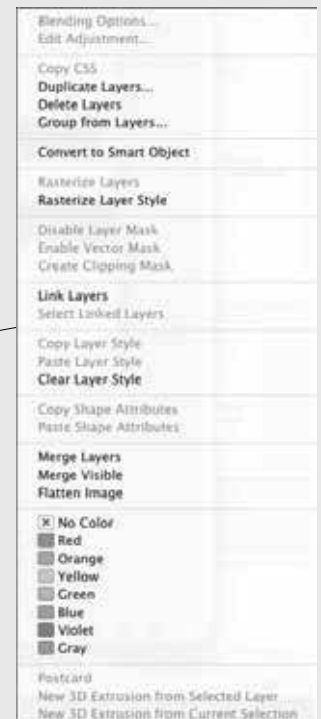 Blending Options...
Edit Adjustment...
Copy CSS
Duplicate Layers...
Delete Layers
Group from Layers...
Convert to Smart Object
Rasterize Layers
Rasterize Layer Style
Disable Layer Mask
Enable Vector Mask
Create Clipping Mask
Link Layers
Select Linked Layers
Copy Layer Style
Paste Layer Style
Clear Layer Style
Copy Shape Attributes
Paste Shape Attributes
Merge Layers
Merge Visible
Flatten Image
No Color
Red
Orange
Yellow
Green
Blue
Violet
Gray
Postcard
New 3D Extrusion from Selected Layer
New 3D Extrusion from Current Selection